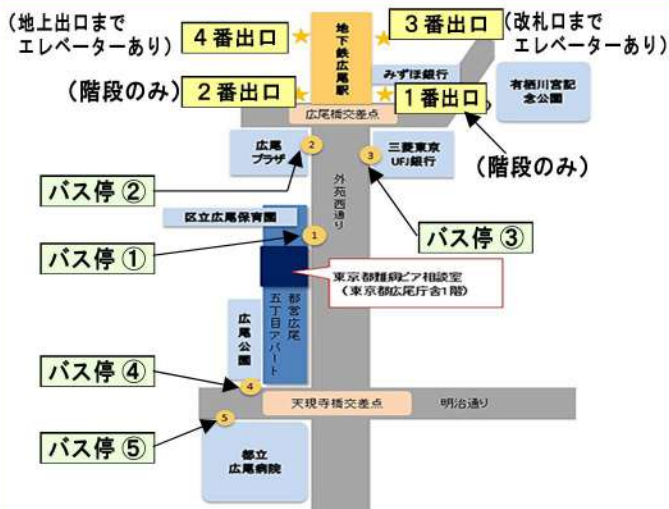 (地上出口まで
エレベーターあり)
4番出口
地下鉄広尾駅
3番出口
(改札口まで
エレベーターあり)
みずほ銀行
有栖川宮記
念公園
(階段のみ)
2番出口
1番出口
広尾橋交差点
(階段のみ)
広尾
プラザ
2
3
三菱東京
UFJ銀行
外苑西通り
バス停②
バス停③
区立広尾保育園
1
バス停①
東京都難病ピア相談室
(東京都広尾庁舎1階)
都営広尾
五丁目アパート
広尾公園
バス停④
4
天現寺橋交差点
明治通り
5
バス停⑤
都立
広尾病院